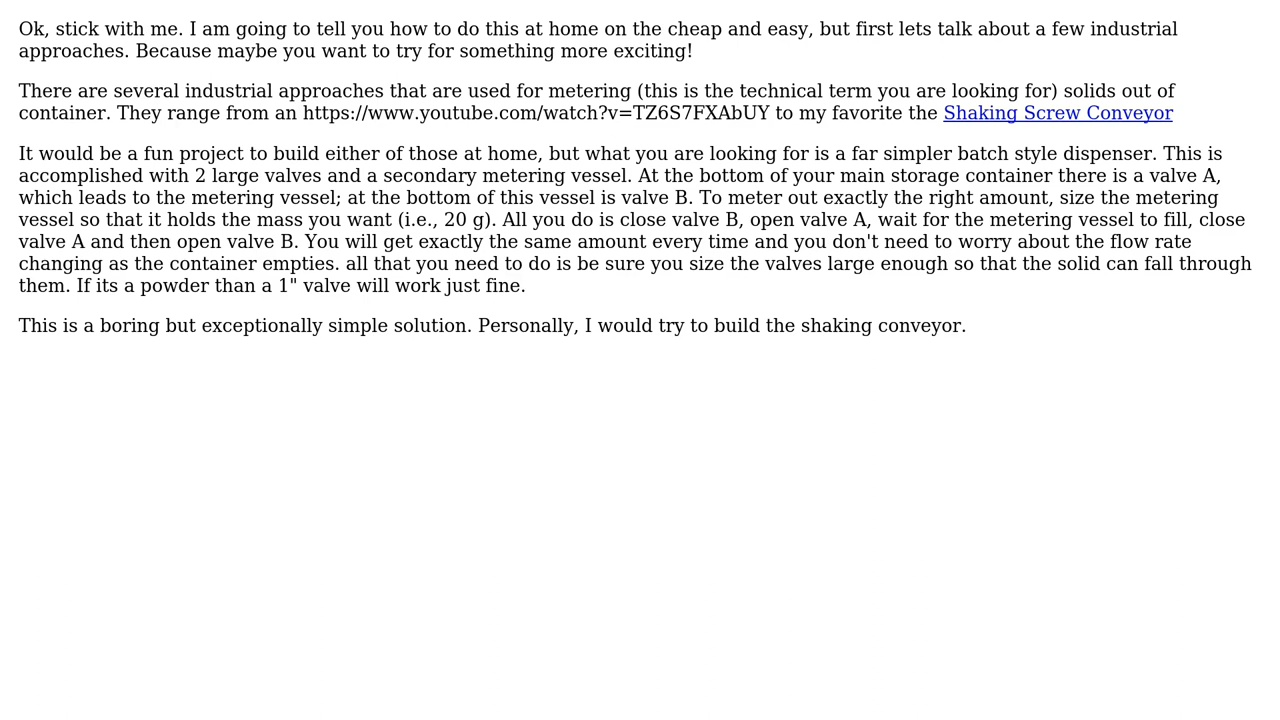 Ok, stick with me. I am going to tell you how to do this at home on the cheap and easy, but first lets talk about a few industrial
approaches. Because maybe you want to try for something more exciting!
There are several industrial approaches that are used for metering (this is the technical term you are looking for) solids out of
container. They range from an https://www.youtube.com/watch?v=TZ6S7FXAbUY to my favorite the Shaking Screw Conveyor
It would be a fun project to build either of those at home, but what you are looking for is a far simpler batch style dispenser. This is
accomplished with 2 large valves and a secondary metering vessel. At the bottom of your main storage container there is a valve A,
which leads to the metering vessel; at the bottom of this vessel is valve B. To meter out exactly the right amount, size the metering
vessel so that it holds the mass you want (i.e., 20 g). All you do is close valve B, open valve A, wait for the metering vessel to fill, close
valve A and then open valve B. You will get exactly the same amount every time and you don't need to worry about the flow rate
changing as the container empties. all that you need to do is be sure you size the valves large enough so that the solid can fall through
them. If its a powder than a 1" valve will work just fine.
This is a boring but exceptionally simple solution. Personally, I would try to build the shaking conveyor.